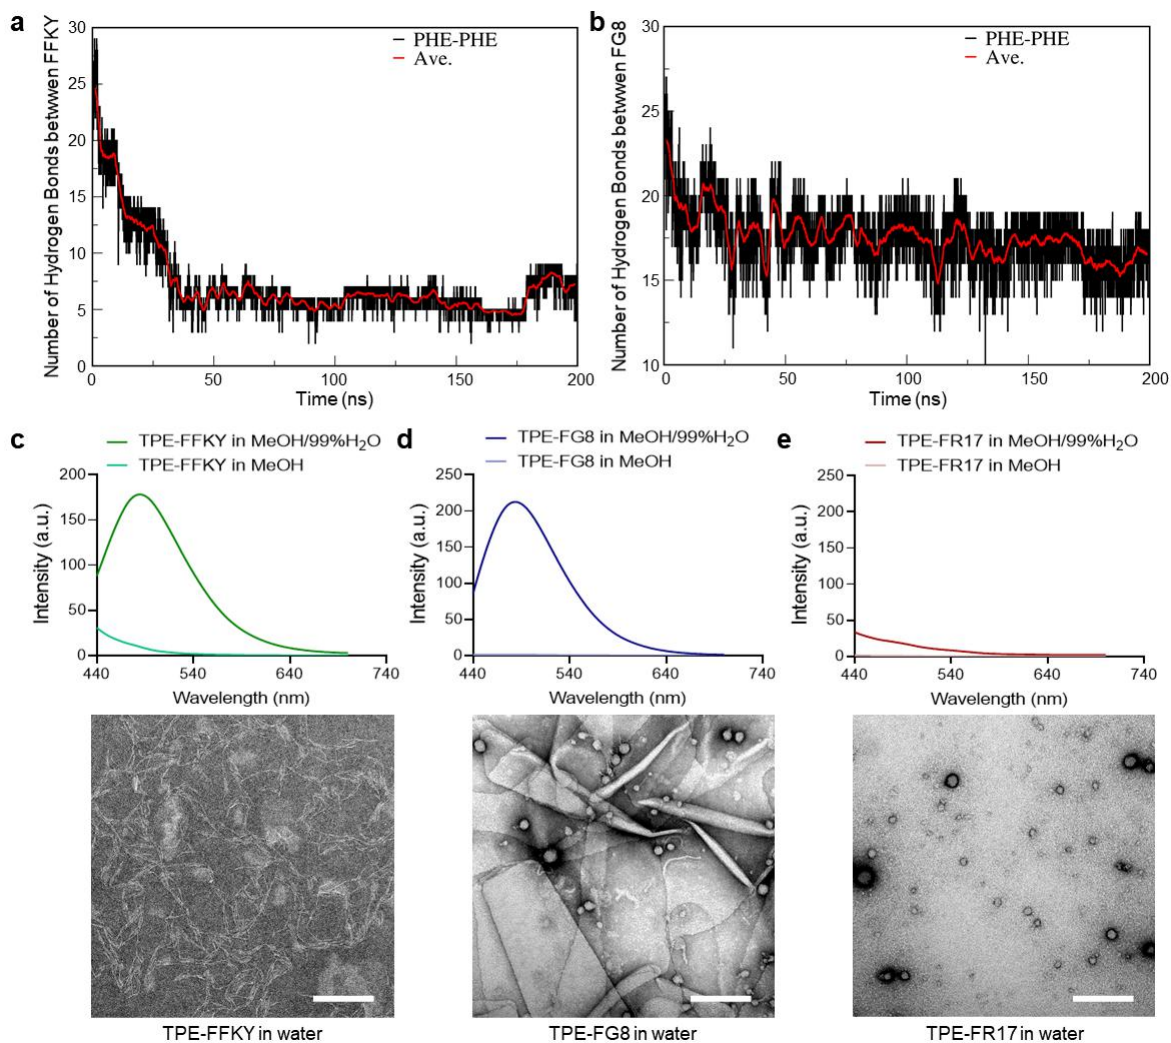 a
Number of Hydrogen Bonds betwwen FFKY
30
25
20
15
10
5
0
PHE-PHE
Ave.
0 50 100 150 200
Time (ns)
b
Number of Hydrogen Bonds betwwen FG8
30
25
20
15
10
PHE-PHE
Ave.
0 50 100 150 200
Time (ns)
c
TPE-FFKY in MeOH/99%H₂O
TPE-FFKY in MeOH
Intensity (a.u.)
200
150
100
50
0
440 540 640 740
Wavelength (nm)
TPE-FFKY in water
d
TPE-FG8 in MeOH/99%H₂O
TPE-FG8 in MeOH
Intensity (a.u.)
250
200
150
100
50
0
440 540 640 740
Wavelength (nm)
TPE-FG8 in water
e
TPE-FR17 in MeOH/99%H₂O
TPE-FR17 in MeOH
Intensity (a.u.)
250
200
150
100
50
0
440 540 640 740
Wavelength (nm)
TPE-FR17 in water